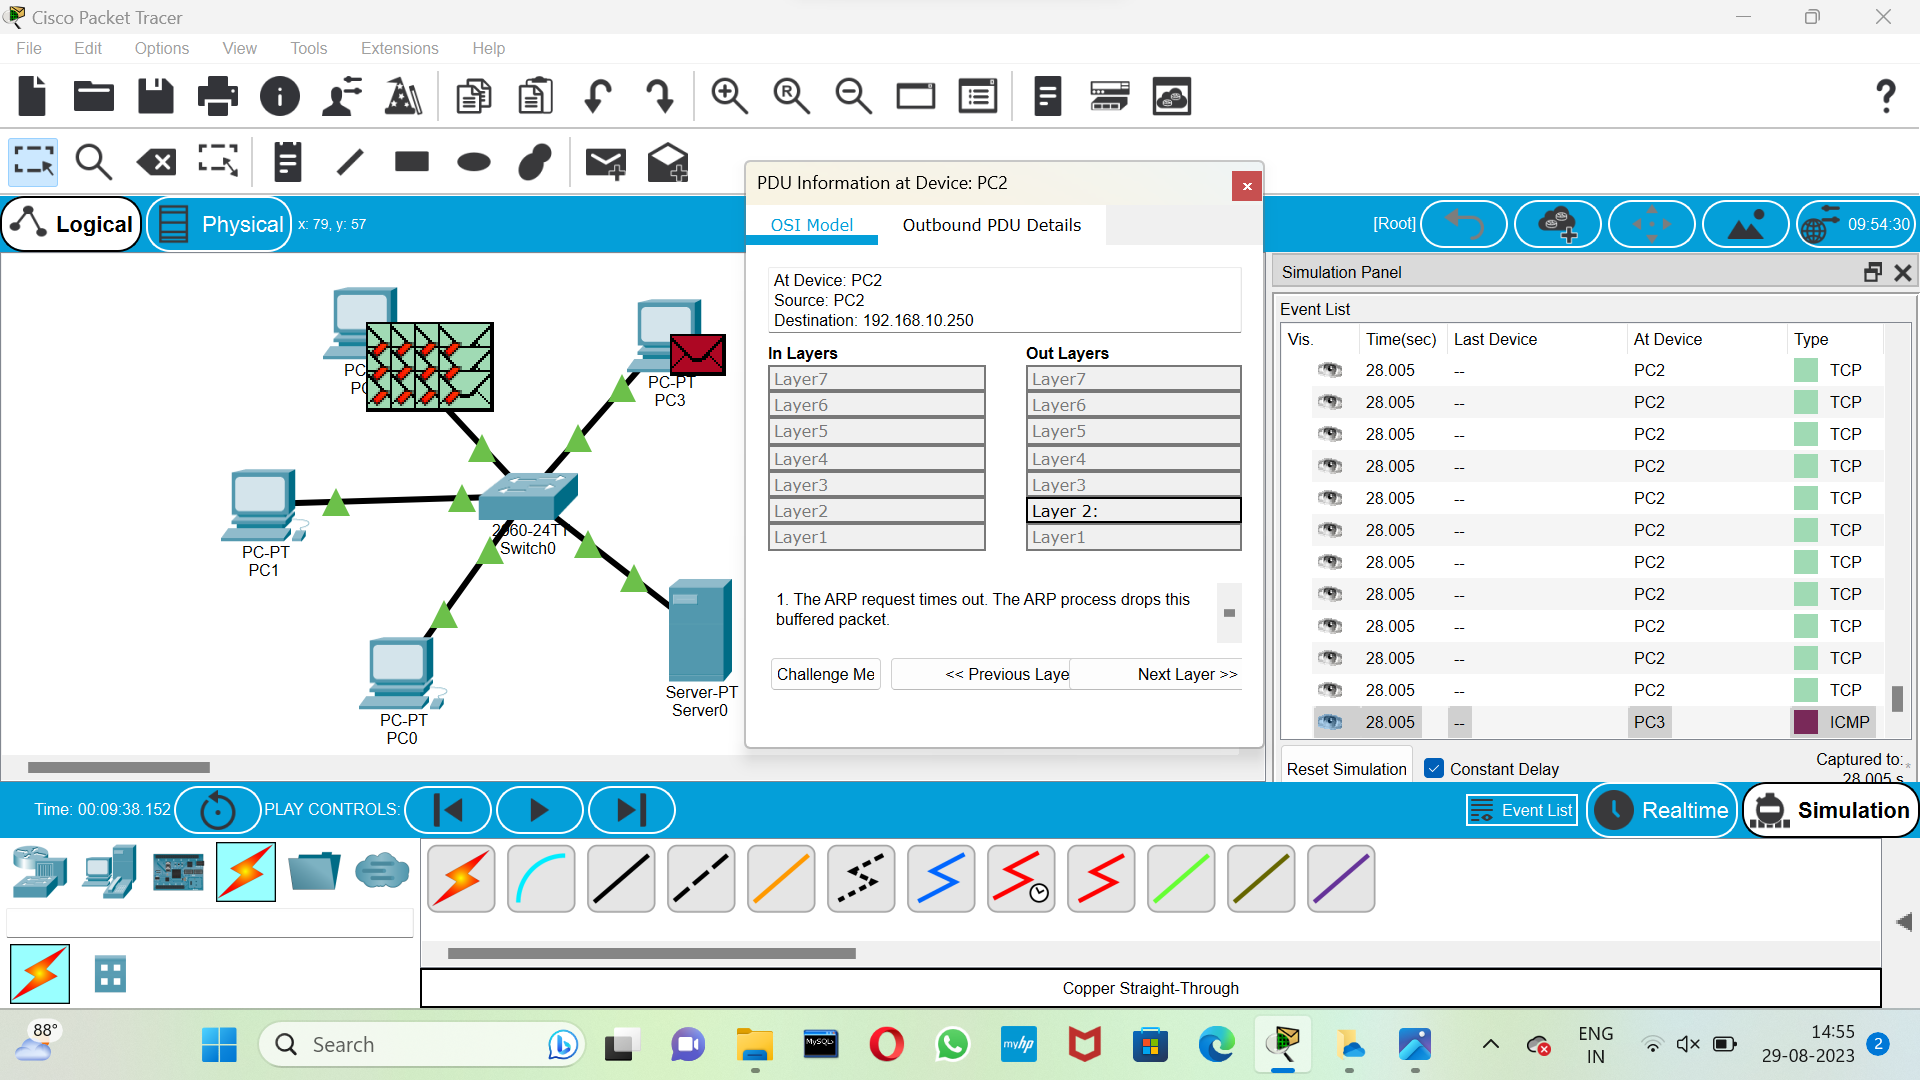 Cisco Packet Tracer
File Edit Options View Tools Extensions Help
Logical
Physical
x: 79, y: 57
[Root]
09:54:30
PC-PT
PC3
PC-PT
PC1
2960-24TT
Switch0
PC-PT
PC0
Server-PT
Server0
PDU Information at Device: PC2
OSI Model Outbound PDU Details
At Device: PC2
Source: PC2
Destination: 192.168.10.250
In Layers Out Layers
Layer7 Layer7
Layer6 Layer6
Layer5 Layer5
Layer4 Layer4
Layer3 Layer3
Layer2 Layer 2:
Layer1 Layer1
1. The ARP request times out. The ARP process drops this
buffered packet.
Challenge Me << Previous Laye Next Layer >>
Simulation Panel
Event List
Vis. Time(sec) Last Device At Device Type
28.005 -- PC2 TCP
28.005 -- PC2 TCP
28.005 -- PC2 TCP
28.005 -- PC2 TCP
28.005 -- PC2 TCP
28.005 -- PC2 TCP
28.005 -- PC2 TCP
28.005 -- PC2 TCP
28.005 -- PC2 TCP
28.005 -- PC2 TCP
28.005 -- PC2 TCP
28.005 -- PC3 ICMP
Reset Simulation Constant Delay
Captured to:*
28.005 s
Time: 00:09:38.152
PLAY CONTROLS:
Event List
Realtime
Simulation
Copper Straight-Through
88°
Search
MySQL
myhp
ENG
IN
14:55
29-08-2023
2